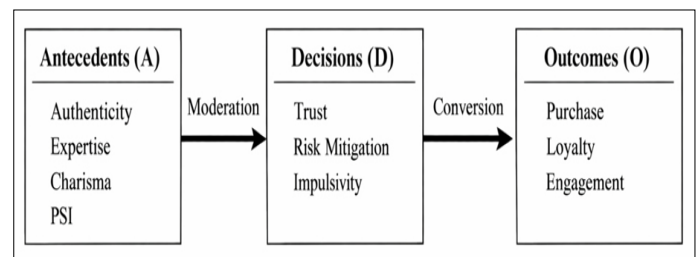 Antecedents (A)
Authenticity
Expertise
Charisma
PSI
Moderation
Decisions (D)
Trust
Risk Mitigation
Impulsivity
Conversion
Outcomes (O)
Purchase
Loyalty
Engagement